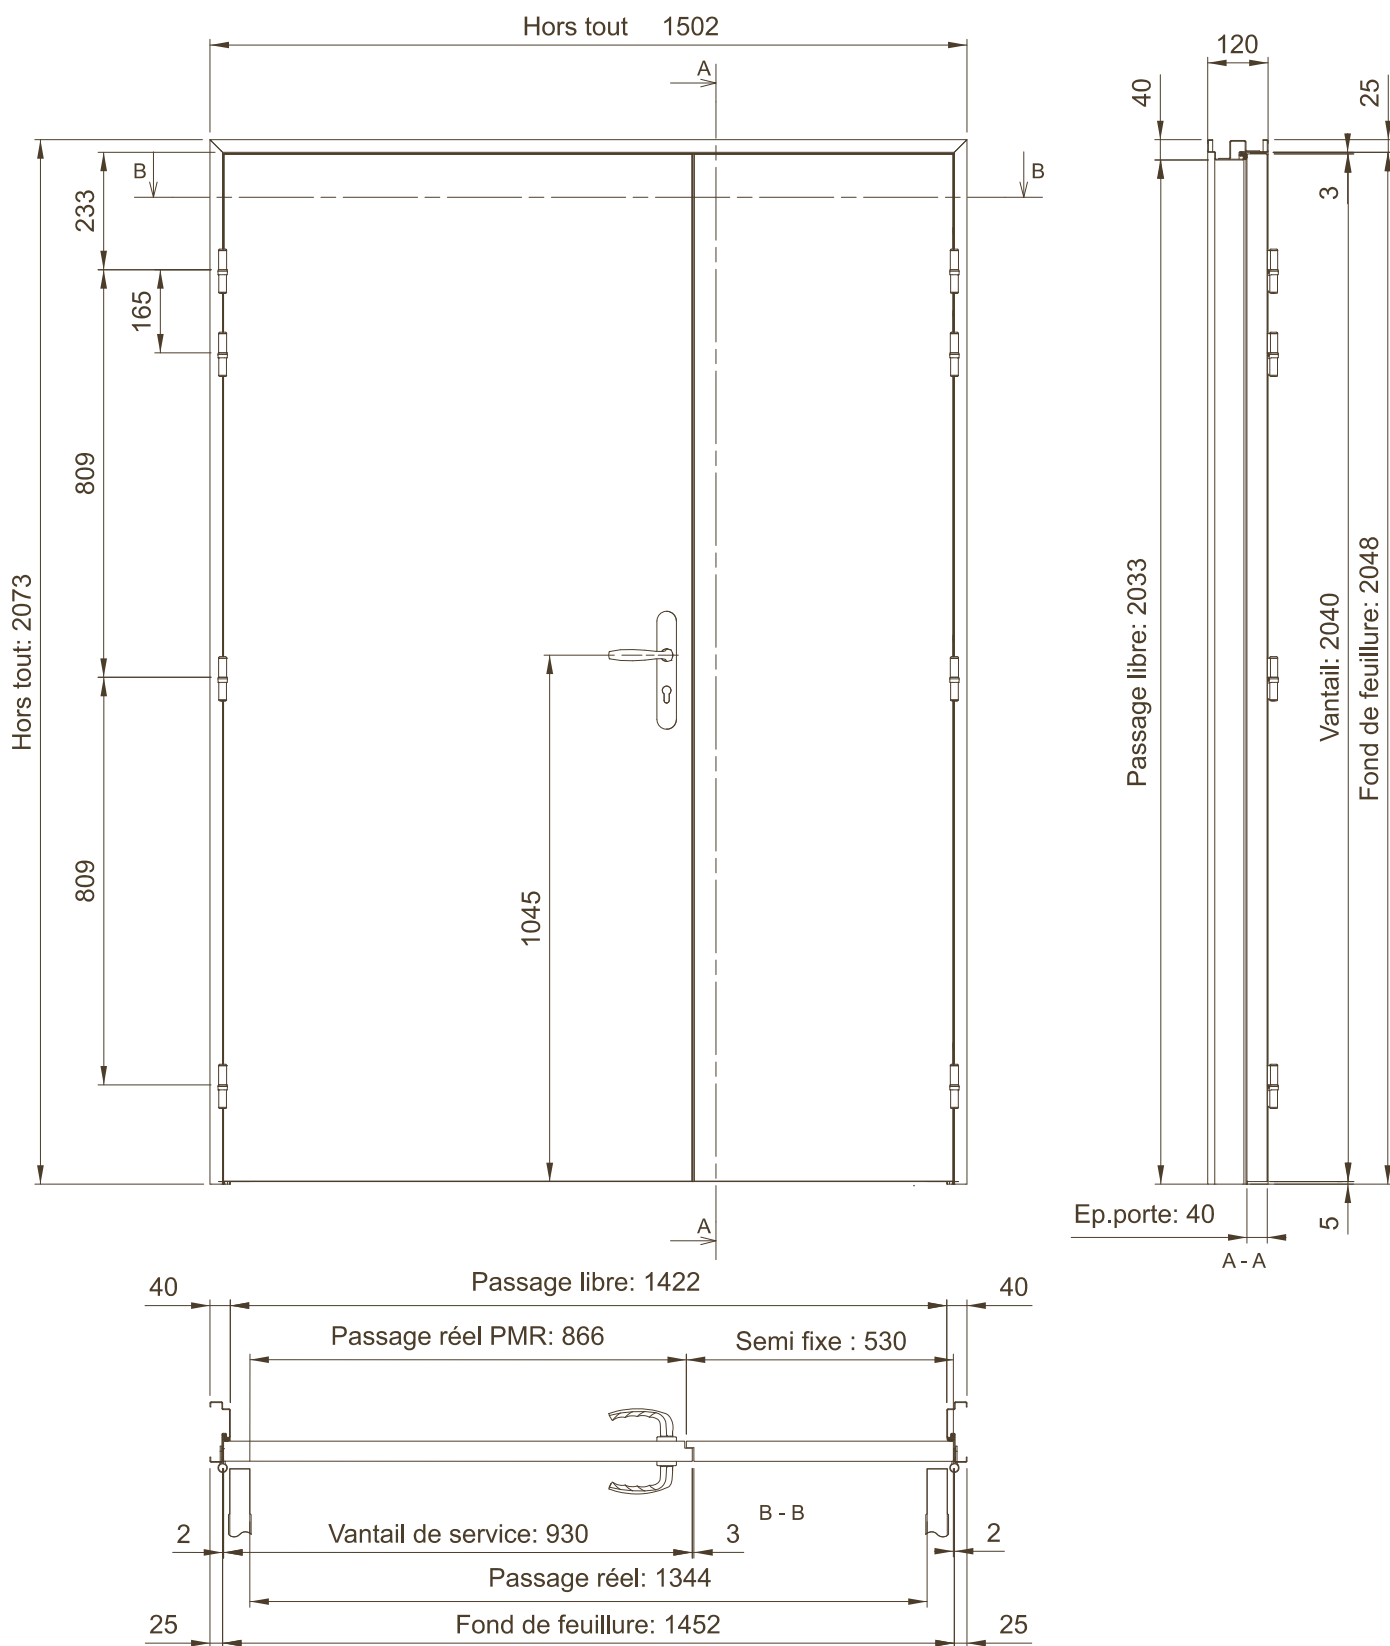 Hors tout 1502
A
120
40
25
B
B
233
3
165
809
Hors tout: 2073
Passage libre: 2033
Vantail: 2040
Fond de feuillure: 2048
809
1045
A
Ep.porte: 40
5
A - A
40
Passage libre: 1422
40
Passage réel PMR: 866
Semi fixe : 530
B - B
2
Vantail de service: 930
3
2
Passage réel: 1344
25
Fond de feuillure: 1452
25